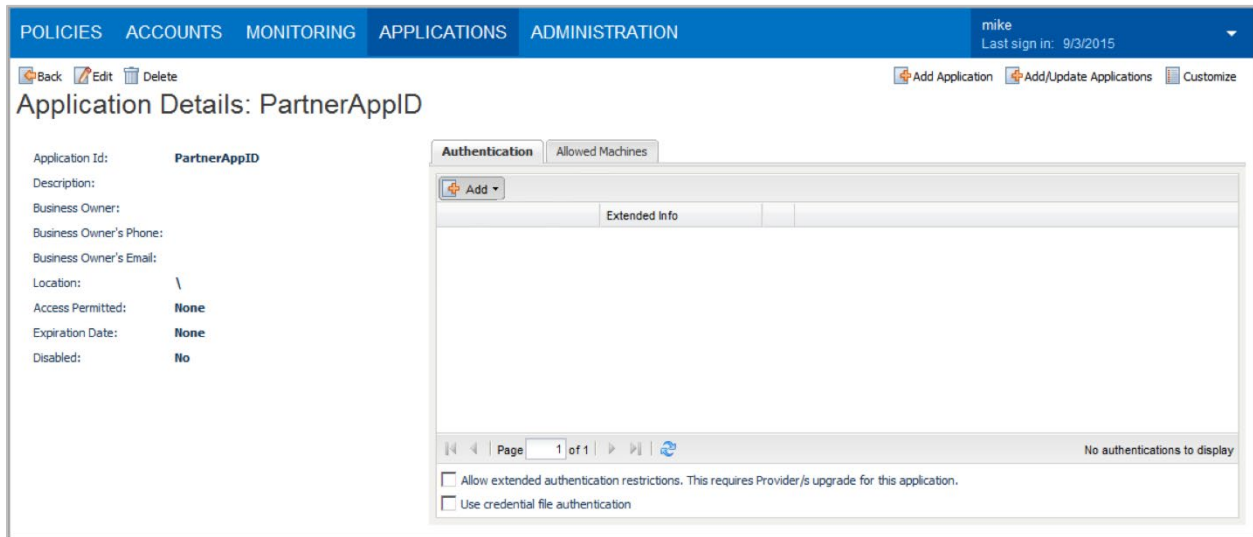 POLICIES ACCOUNTS MONITORING APPLICATIONS ADMINISTRATION
mike
Last sign in: 9/3/2015
Back Edit Delete
Add Application Add/Update Applications Customize
Application Details: PartnerAppID
Application Id: PartnerAppID
Description:
Business Owner:
Business Owner's Phone:
Business Owner's Email:
Location: \
Access Permitted: None
Expiration Date: None
Disabled: No
Authentication Allowed Machines
Add
Extended Info
Page 1 of 1
No authentications to display
Allow extended authentication restrictions. This requires Provider/s upgrade for this application.
Use credential file authentication